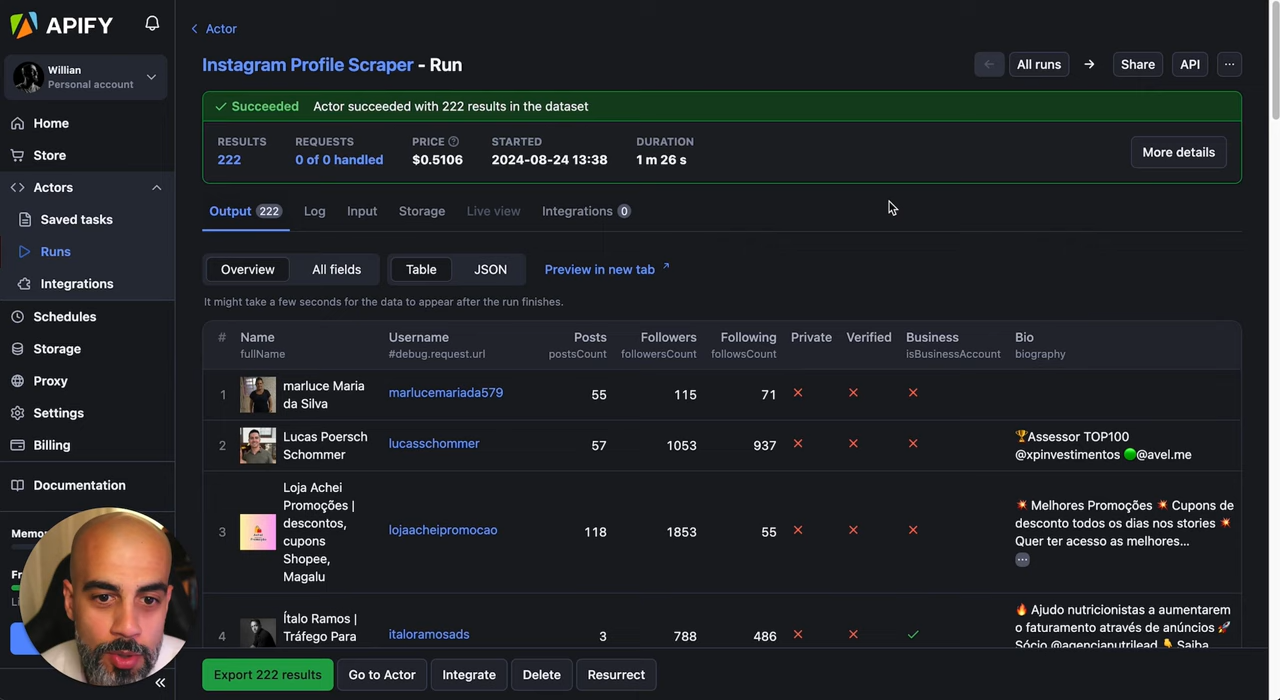 APIFY
Willian
Personal account
Home
Store
Actors
Saved tasks
Runs
Integrations
Schedules
Storage
Proxy
Settings
Billing
Documentation
Actor
Instagram Profile Scraper - Run
All runs
Share
API
Succeeded Actor succeeded with 222 results in the dataset
RESULTS REQUESTS PRICE STARTED DURATION
222 0 of 0 handled $0.5106 2024-08-24 13:38 1 m 26 s
More details
Output 222 Log Input Storage Live view Integrations 0
Overview All fields Table JSON Preview in new tab
It might take a few seconds for the data to appear after the run finishes.
# Name Username Posts Followers Following Private Verified Business Bio
fullName #debug.request.url postsCount followersCount followsCount isBusinessAccount biography
1 marluce Maria da Silva marlucemariada579 55 115 71
2 Lucas Poersch Schommer lucasschommer 57 1053 937
🏆Assessor TOP100
@xpinvestimentos 🟢@avel.me
3 Loja Achei Promoções | descontos, cupons Shopee, Magalu lojaacheipromocao 118 1853 55
💥 Melhores Promoções 💥 Cupons de
desconto todos os dias nos stories 💥
Quer ter acesso as melhores...
4 Ítalo Ramos | Tráfego Para italoramosads 3 788 486
🔥 Ajudo nutricionistas a aumentarem
o faturamento através de anúncios 🚀
Sócio @agencianutrilead 👇 Saiba
Export 222 results Go to Actor Integrate Delete Resurrect